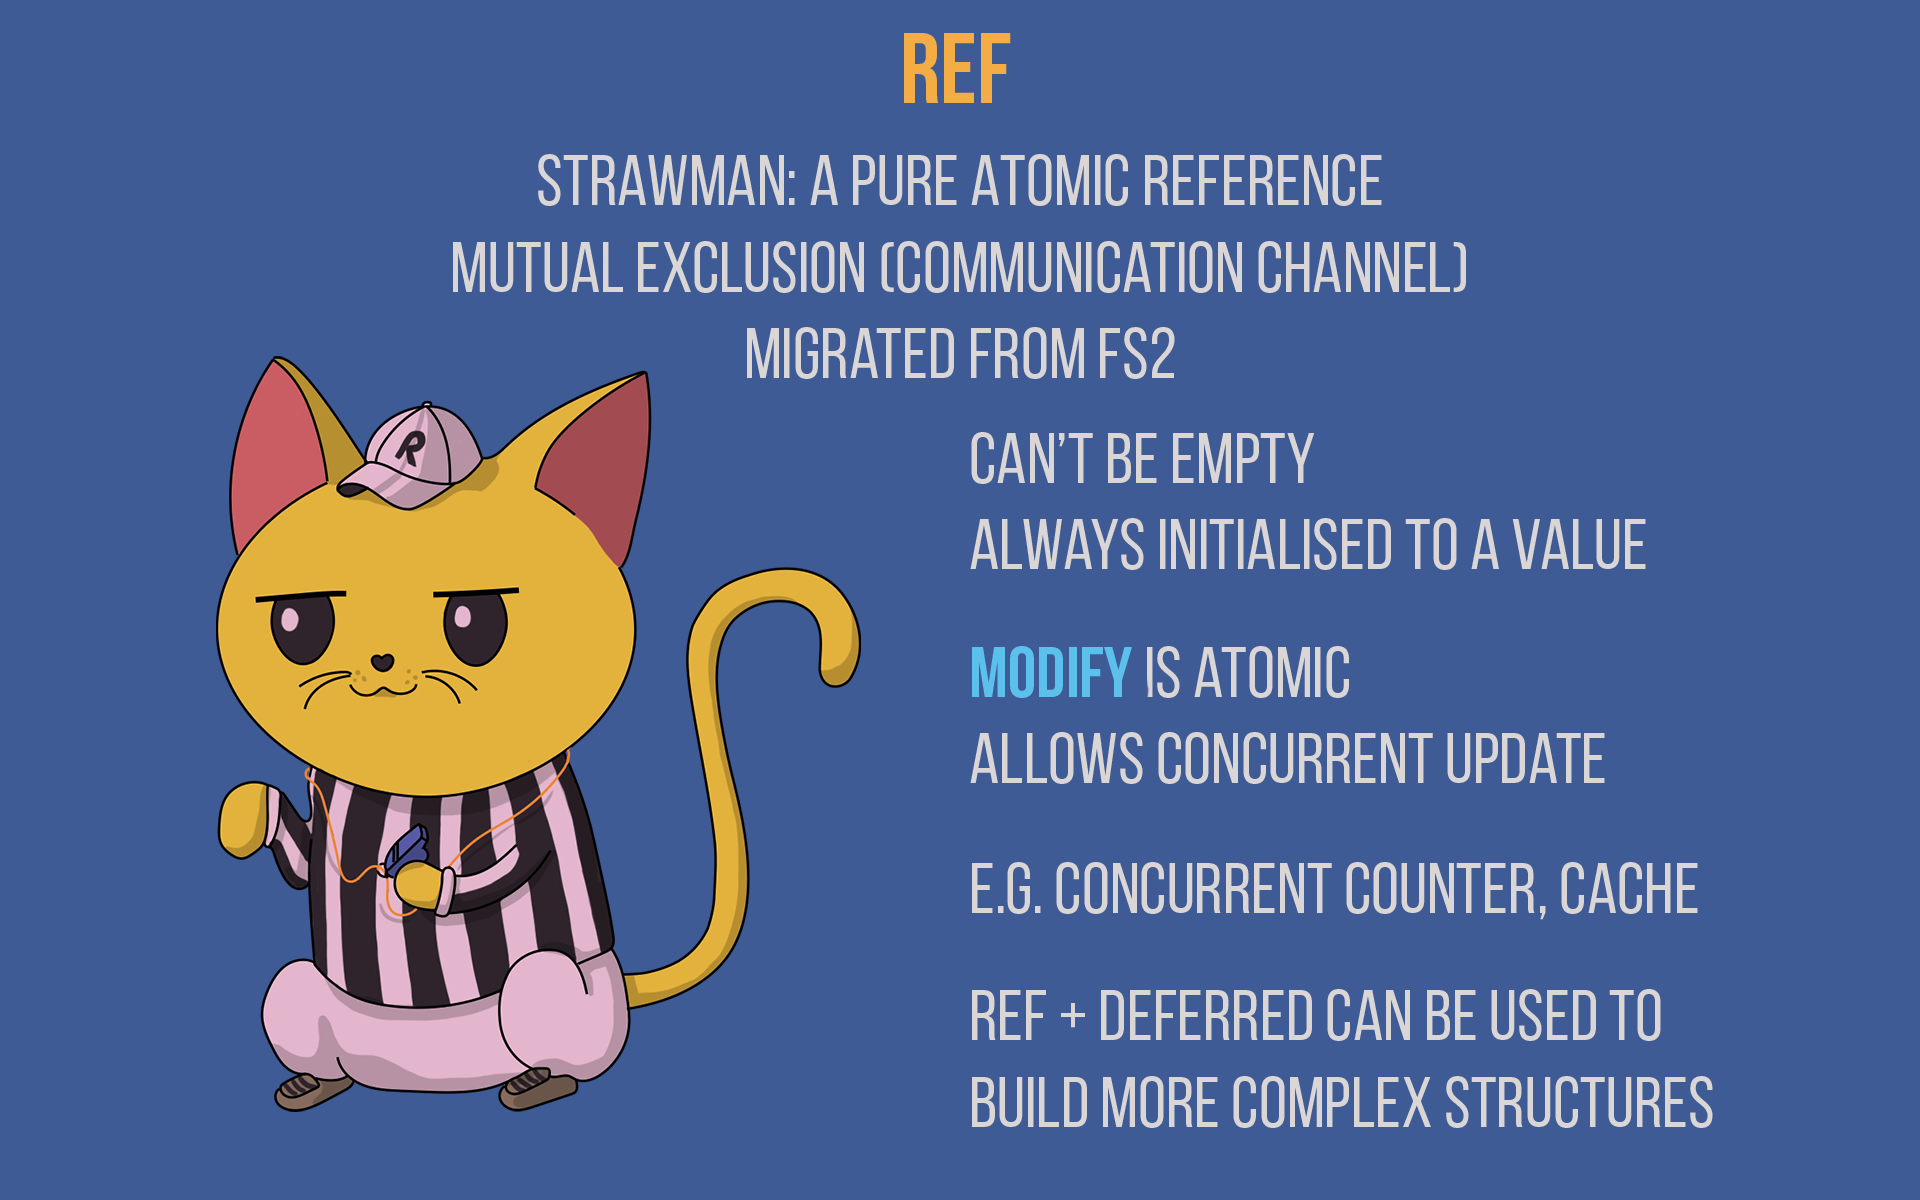 REF
STRAWMAN: A PURE ATOMIC REFERENCE
MUTUAL EXCLUSION (COMMUNICATION CHANNEL)
MIGRATED FROM FS2
R
CAN'T BE EMPTY
ALWAYS INITIALISED TO A VALUE
MODIFY IS ATOMIC
ALLOWS CONCURRENT UPDATE
E.G. CONCURRENT COUNTER, CACHE
REF + DEFERRED CAN BE USED TO
BUILD MORE COMPLEX STRUCTURES